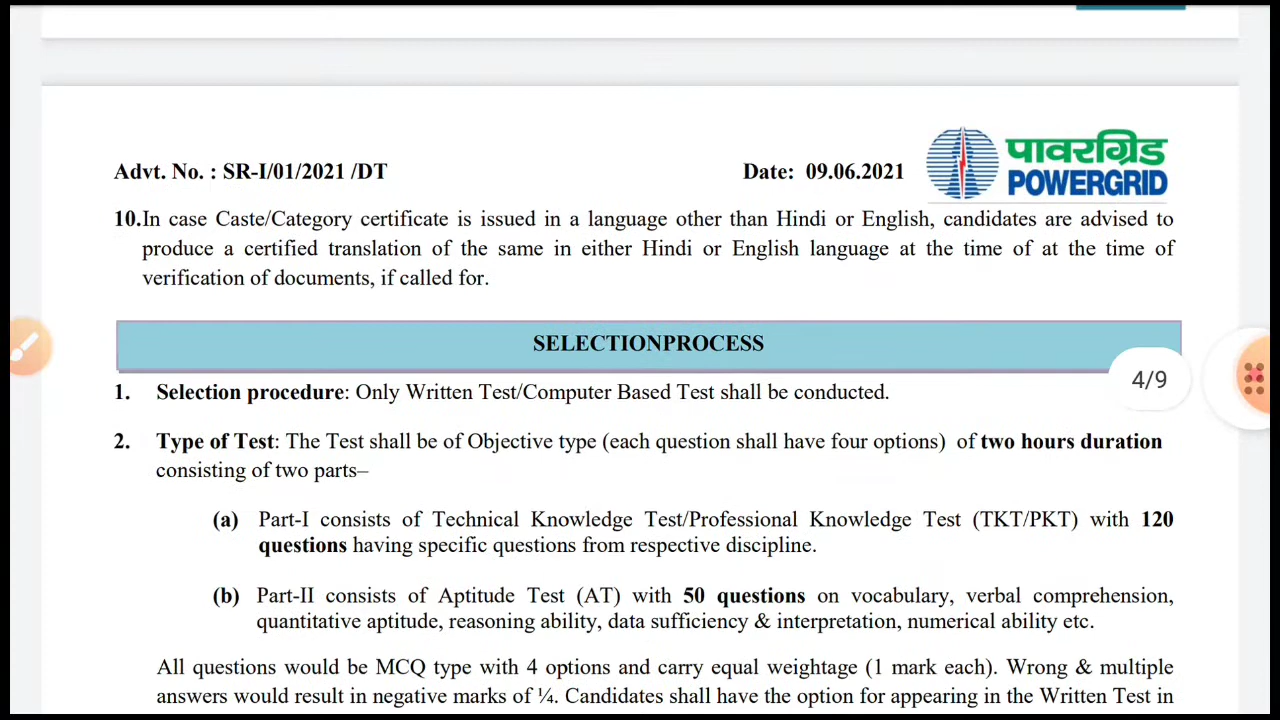 पावरग्रिड
Advt. No. : SR-I/01/2021 /DT Date: 09.06.2021 POWERGRID
10.In case Caste/Category certificate is issued in a language other than Hindi or English, candidates are advised to
produce a certified translation of the same in either Hindi or English language at the time of at the time of
verification of documents, if called for.
SELECTIONPROCESS
4/9
1. Selection procedure: Only Written Test/Computer Based Test shall be conducted.
2. Type of Test: The Test shall be of Objective type (each question shall have four options) of two hours duration
consisting of two parts–
(a) Part-I consists of Technical Knowledge Test/Professional Knowledge Test (TKT/PKT) with 120
questions having specific questions from respective discipline.
(b) Part-II consists of Aptitude Test (AT) with 50 questions on vocabulary, verbal comprehension,
quantitative aptitude, reasoning ability, data sufficiency & interpretation, numerical ability etc.
All questions would be MCQ type with 4 options and carry equal weightage (1 mark each). Wrong & multiple
answers would result in negative marks of ¼. Candidates shall have the option for appearing in the Written Test in